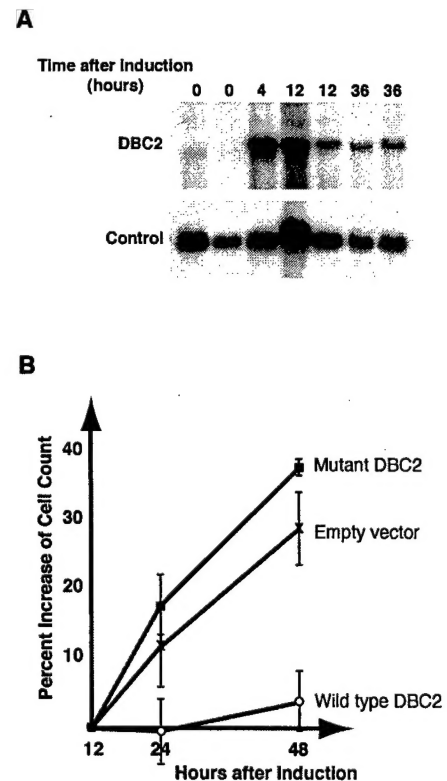 A
Time after induction
(hours)
0 0 4 12 12 36 36
DBC2
Control
B
Percent Increase of Cell Count
40
30
20
10
Mutant DBC2
Empty vector
Wild type DBC2
12 24 48
Hours after Induction